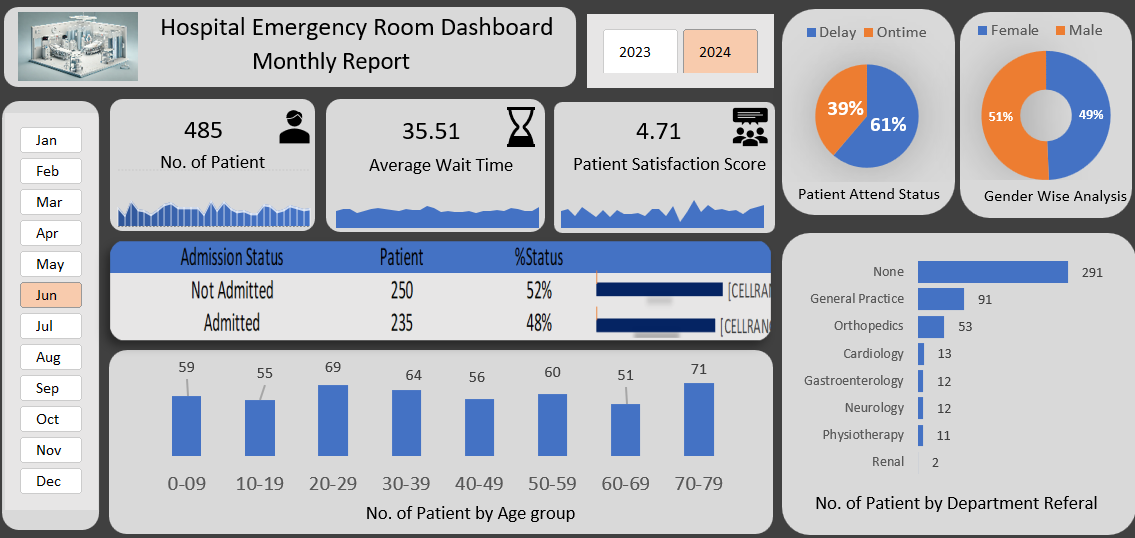 Hospital Emergency Room Dashboard
Monthly Report
2023
2024
Delay
Ontime
39%
61%
Patient Attend Status
Female
Male
51%
49%
Gender Wise Analysis
Jan
Feb
Mar
Apr
May
Jun
Jul
Aug
Sep
Oct
Nov
Dec
485
No. of Patient
35.51
Average Wait Time
4.71
Patient Satisfaction Score
Admission Status Patient %Status
Not Admitted 250 52% [CELLRAN
Admitted 235 48% [CELLRANG
59 55 69 64 56 60 51 71
0-09 10-19 20-29 30-39 40-49 50-59 60-69 70-79
No. of Patient by Age group
None 291
General Practice 91
Orthopedics 53
Cardiology 13
Gastroenterology 12
Neurology 12
Physiotherapy 11
Renal 2
No. of Patient by Department Referal